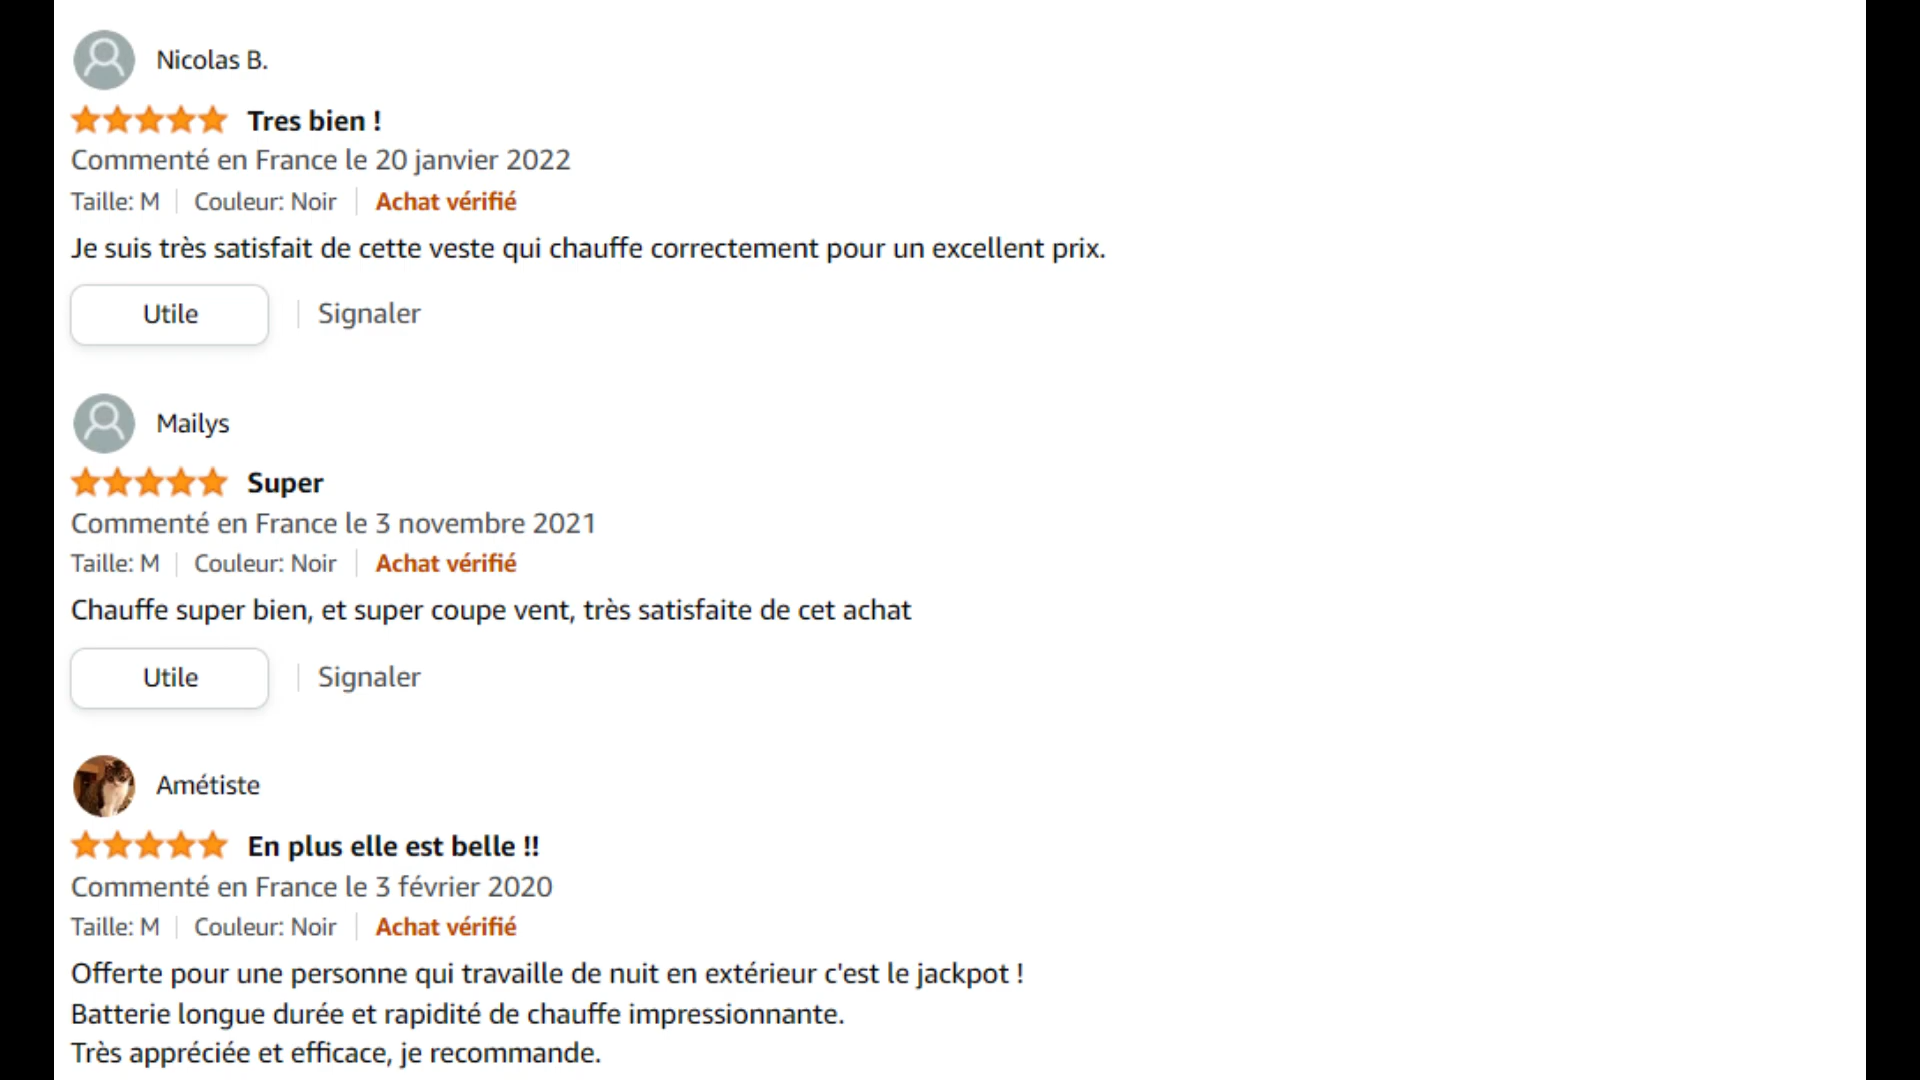 Nicolas B.
Tres bien !
Commenté en France le 20 janvier 2022
Taille: M | Couleur: Noir | Achat vérifié
Je suis très satisfait de cette veste qui chauffe correctement pour un excellent prix.
Utile | Signaler
Mailys
Super
Commenté en France le 3 novembre 2021
Taille: M | Couleur: Noir | Achat vérifié
Chauffe super bien, et super coupe vent, très satisfaite de cet achat
Utile | Signaler
Amétiste
En plus elle est belle !!
Commenté en France le 3 février 2020
Taille: M | Couleur: Noir | Achat vérifié
Offerte pour une personne qui travaille de nuit en extérieur c'est le jackpot !
Batterie longue durée et rapidité de chauffe impressionnante.
Très appréciée et efficace, je recommande.